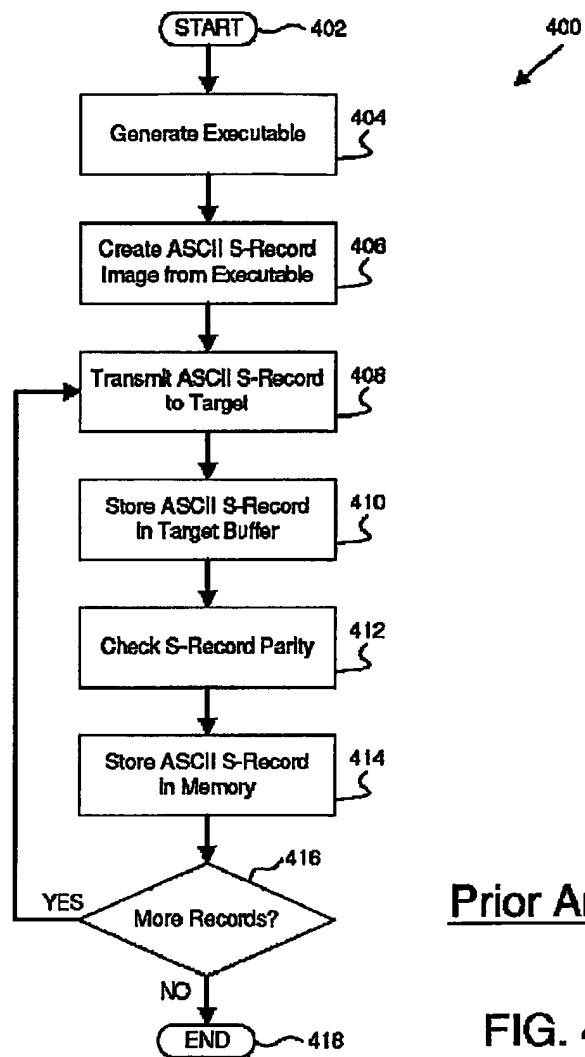 START
402
400
Generate Executable
404
Create ASCII S-Record
Image from Executable
406
Transmit ASCII S-Record
to Target
408
Store ASCII S-Record
in Target Buffer
410
Check S-Record Parity
412
Store ASCII S-Record
in Memory
414
416
YES
More Records?
Prior
NO
END
418
FIG.